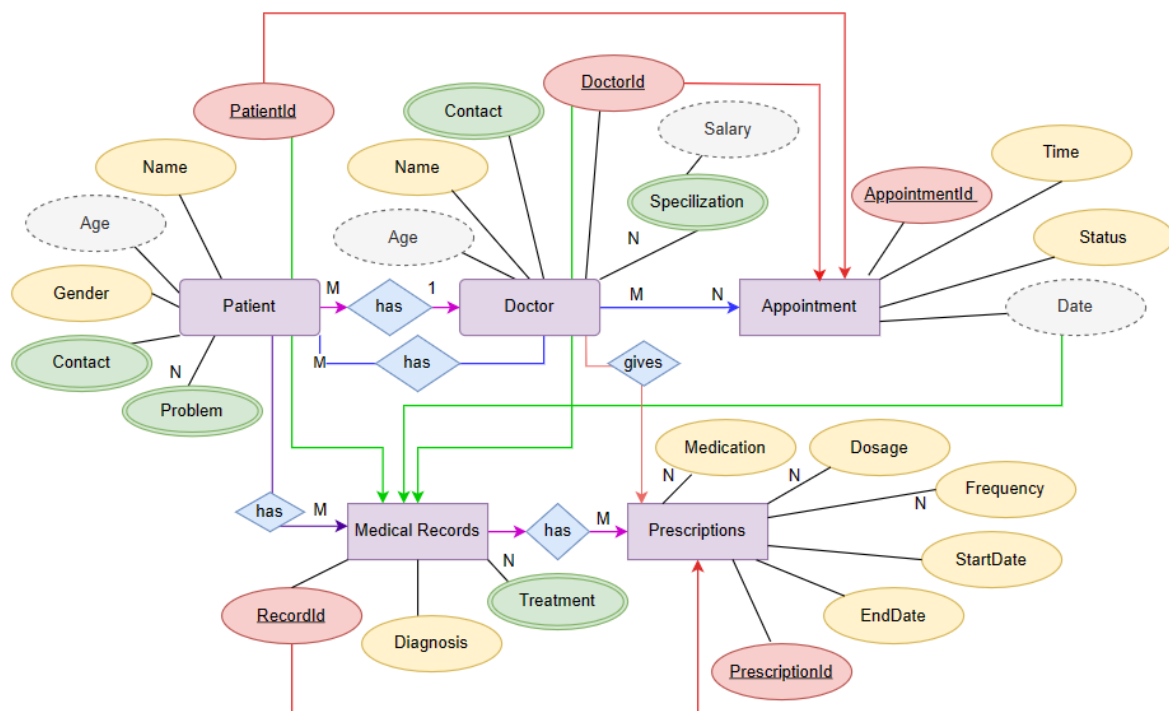 DoctorId
PatientId
Contact
Salary
Name
Name
Time
AppointmentId
Specilization
Age
Age
Status
N
Gender
M
1
M
N
Patient
has
Doctor
Appointment
Date
Contact
M
has
gives
N
Problem
Medication
Dosage
N
N
Frequency
N
has
M
M
Medical Records
has
Prescriptions
N
StartDate
Treatment
RecordId
EndDate
Diagnosis
PrescriptionId